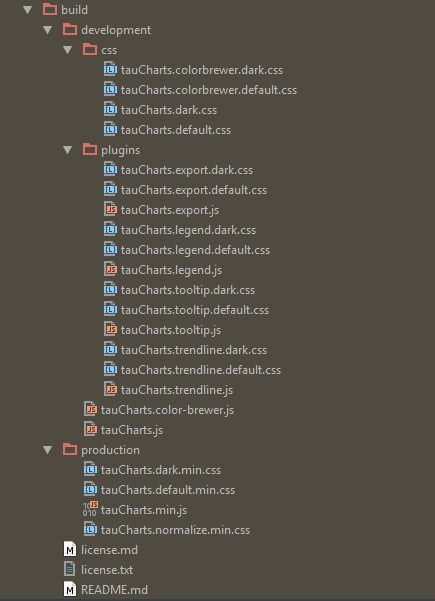 build
development
css
tauCharts.colorbrewer.dark.css
tauCharts.colorbrewer.default.css
tauCharts.dark.css
tauCharts.default.css
plugins
tauCharts.export.dark.css
tauCharts.export.default.css
tauCharts.export.js
tauCharts.legend.dark.css
tauCharts.legend.default.css
tauCharts.legend.js
tauCharts.tooltip.dark.css
tauCharts.tooltip.default.css
tauCharts.tooltip.js
tauCharts.trendline.dark.css
tauCharts.trendline.default.css
tauCharts.trendline.js
tauCharts.color-brewer.js
tauCharts.js
production
tauCharts.dark.min.css
tauCharts.default.min.css
tauCharts.min.js
tauCharts.normalize.min.css
license.md
license.txt
README.md